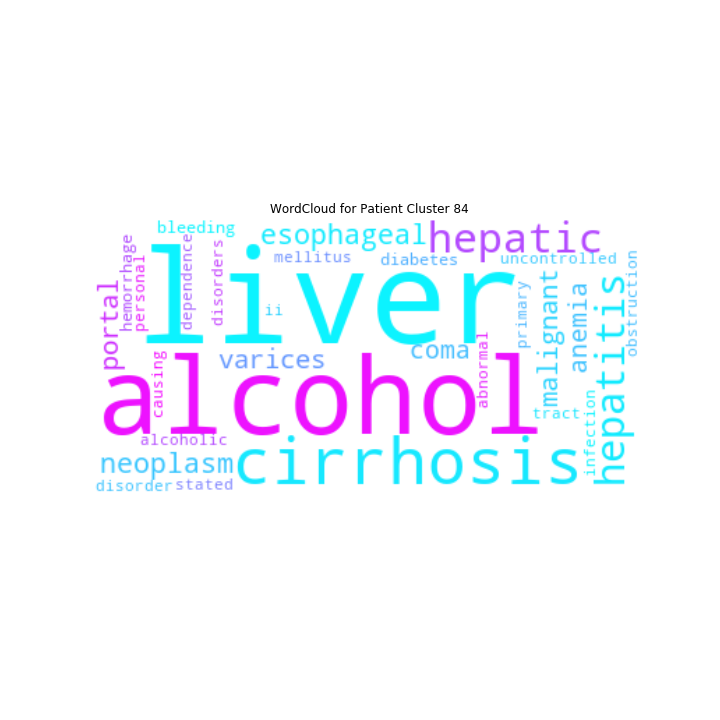 WordCloud for Patient Cluster 84
bleeding
esophageal
hepatic
hemorrhage
personal
dependence
disorders
mellitus
diabetes
uncontrolled
obstruction
liver
ii
portal
primary
malignant
anemia
hepatitis
varices
coma
abnormal
causing
alcohol
tract
infection
alcoholic
neoplasm
cirrhosis
disorder
stated